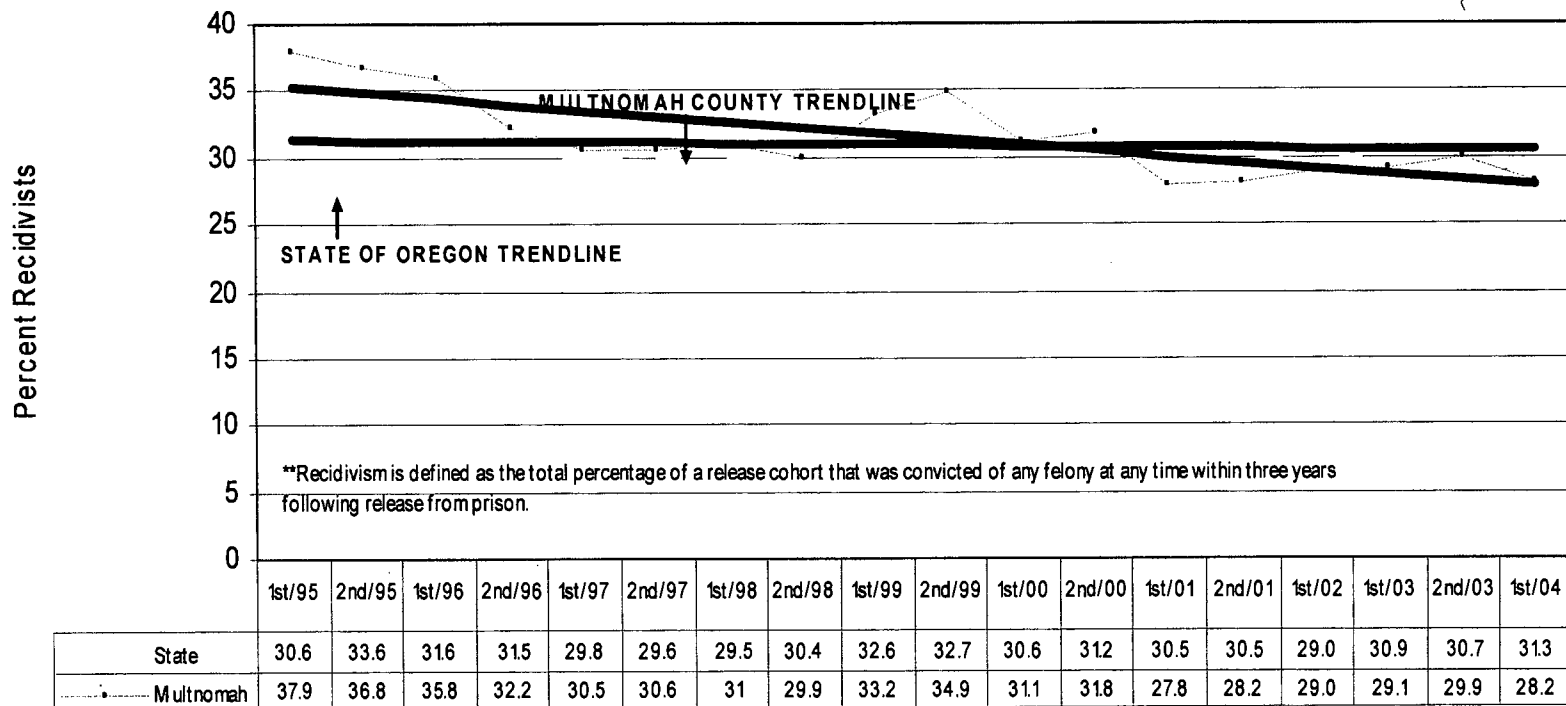 40
35
MULTNOMAH COUNTY TRENDLINE
30
25
STATE OF OREGON TRENDLINE
20
15
10
**Recidivism is defined as the total percentage of a release cohort that was convicted of any felony at any time within three years
5
following release from prison.
0
Percent Recidivists
1st/95 2nd/95 1st/96 2nd/96 1st/97 2nd/97 1st/98 2nd/98 1st/99 2nd/99 1st/00 2nd/00 1st/01 2nd/01 1st/02 1st/03 2nd/03 1st/04
State 30.6 33.6 31.6 31.5 29.8 29.6 29.5 30.4 32.6 32.7 30.6 31.2 30.5 30.5 29.0 30.9 30.7 31.3
Multnomah 37.9 36.8 35.8 32.2 30.5 30.6 31 29.9 33.2 34.9 31.1 31.8 27.8 28.2 29.0 29.1 29.9 28.2